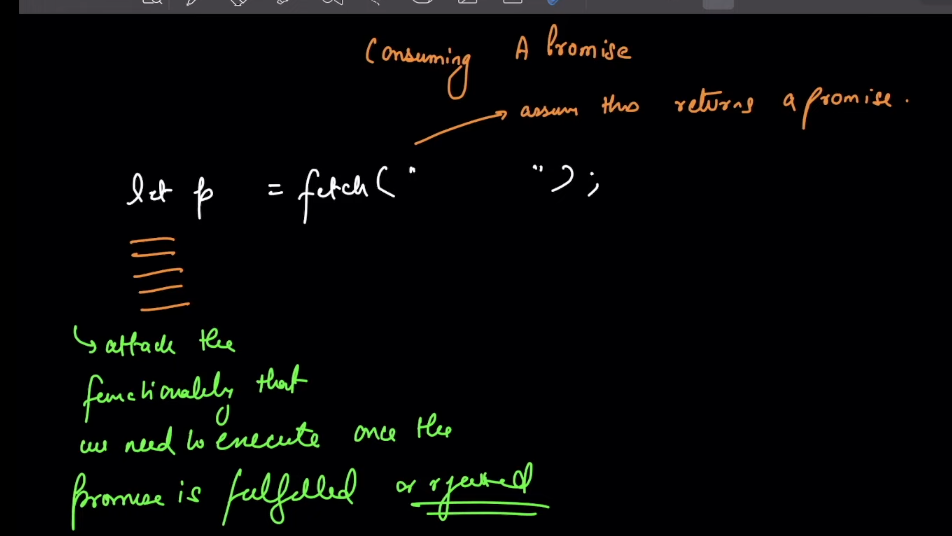 Consuming A Promise
assum this returns a promise.
let p = fetch(" ");
attach the
functionality that
we need to execute once the
Promise is fulfilled or rejected